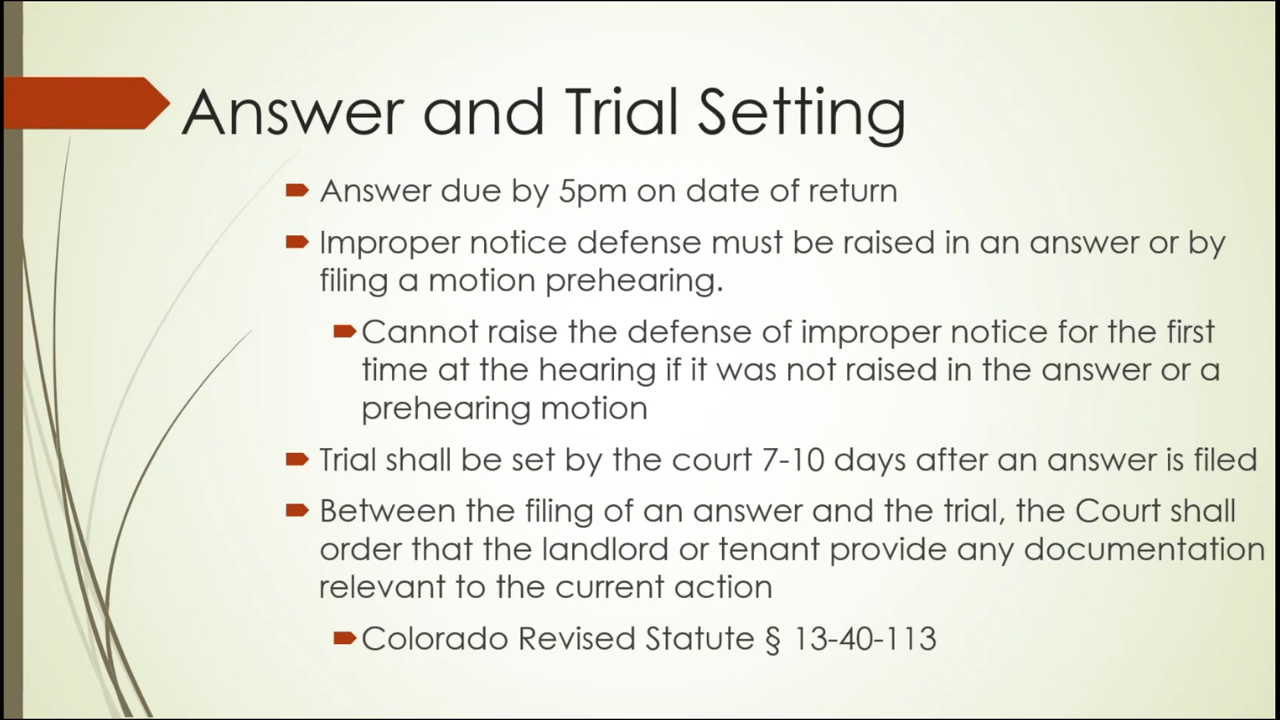 Answer and Trial Setting
Answer due by 5pm on date of return
Improper notice defense must be raised in an answer or by
filing a motion prehearing.
Cannot raise the defense of improper notice for the first
time at the hearing if it was not raised in the answer or a
prehearing motion
Trial shall be set by the court 7-10 days after an answer is filed
Between the filing of an answer and the trial, the Court shall
order that the landlord or tenant provide any documentation
relevant to the current action
Colorado Revised Statute § 13-40-113